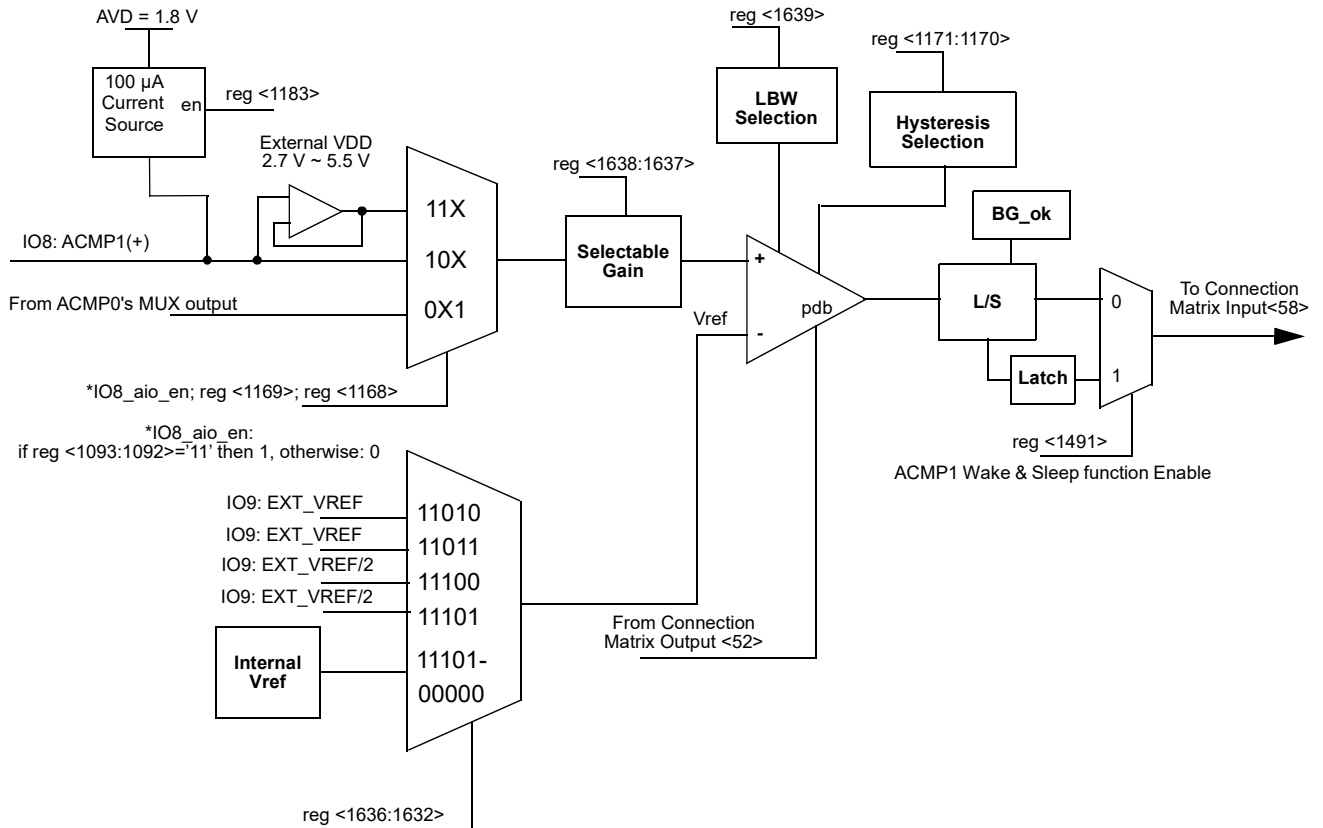 AVD = 1.8 V
100 µA
Current
Source
en
reg <1183>
External VDD
2.7 V ~ 5.5 V
IO8: ACMP1(+)
From ACMP0's MUX output
11X
10X
0X1
*IO8_aio_en; reg <1169>; reg <1168>
*IO8_aio_en:
if reg <1093:1092>='11' then 1, otherwise: 0
reg <1638:1637>
Selectable
Gain
reg <1639>
LBW
Selection
reg <1171:1170>
Hysteresis
Selection
+
-
pdb
Vref
BG_ok
L/S
Latch
0
1
To Connection
Matrix Input<58>
reg <1491>
ACMP1 Wake & Sleep function Enable
IO9: EXT_VREF
11010
IO9: EXT_VREF
11011
IO9: EXT_VREF/2
11100
IO9: EXT_VREF/2
11101
Internal
Vref
11101-
00000
From Connection
Matrix Output <52>
reg <1636:1632>